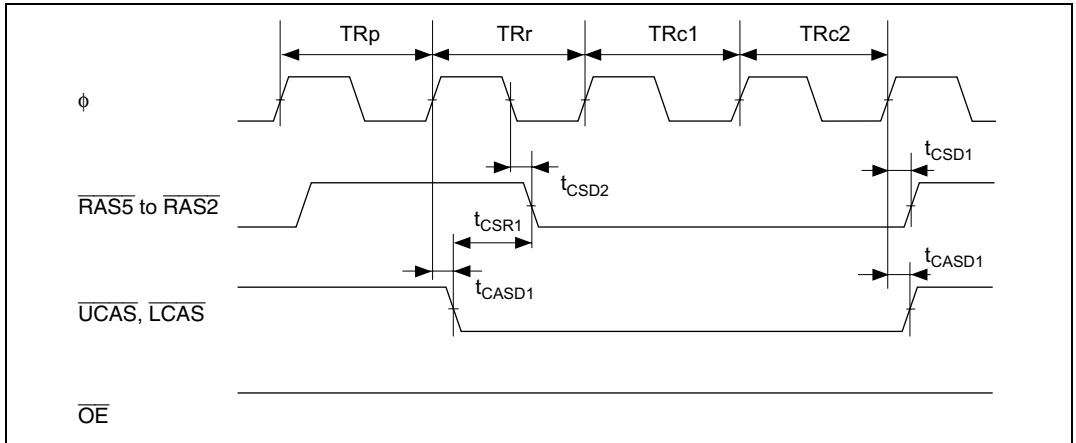 TRp TRr TRc1 TRc2
φ
tCSD1
tCSD2
RAS5 to RAS2
tCSR1
tCASD1
tCASD1
UCAS, LCAS
OE